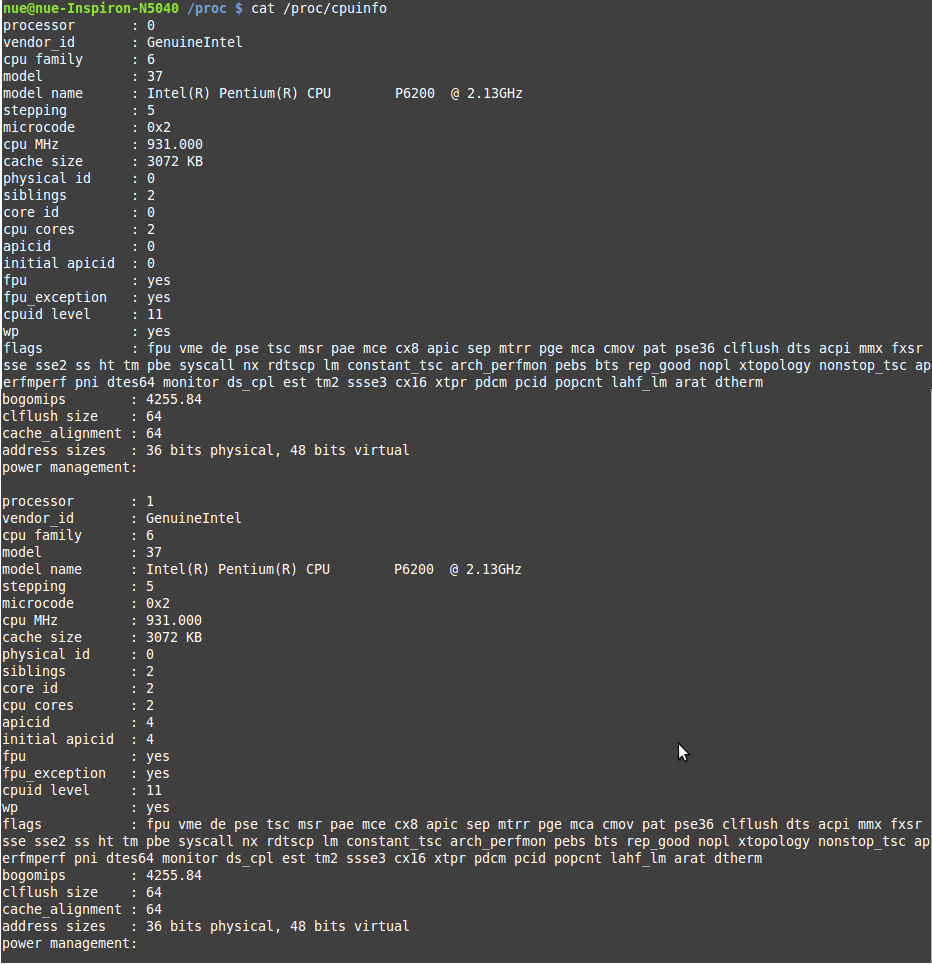 nue@nue-Inspiron-N5040 /proc $ cat /proc/cpuinfo
processor : 0
vendor_id : GenuineIntel
cpu family : 6
model : 37
model name : Intel(R) Pentium(R) CPU P6200 @ 2.13GHz
stepping : 5
microcode : 0x2
cpu MHz : 931.000
cache size : 3072 KB
physical id : 0
siblings : 2
core id : 0
cpu cores : 2
apicid : 0
initial apicid : 0
fpu : yes
fpu_exception : yes
cpuid level : 11
wp : yes
flags : fpu vme de pse tsc msr pae mce cx8 apic sep mtrr pge mca cmov pat pse36 clflush dts acpi mmx fxsr
sse sse2 ss ht tm pbe syscall nx rdtscp lm constant_tsc arch_perfmon pebs bts rep_good nopl xtopology nonstop_tsc ap
erfmperf pni dtes64 monitor ds_cpl est tm2 ssse3 cx16 xtpr pdcm pcid popcnt lahf_lm arat dtherm
bogomips : 4255.84
clflush size : 64
cache_alignment : 64
address sizes : 36 bits physical, 48 bits virtual
power management:
processor : 1
vendor_id : GenuineIntel
cpu family : 6
model : 37
model name : Intel(R) Pentium(R) CPU P6200 @ 2.13GHz
stepping : 5
microcode : 0x2
cpu MHz : 931.000
cache size : 3072 KB
physical id : 0
siblings : 2
core id : 2
cpu cores : 2
apicid : 4
initial apicid : 4
fpu : yes
fpu_exception : yes
cpuid level : 11
wp : yes
flags : fpu vme de pse tsc msr pae mce cx8 apic sep mtrr pge mca cmov pat pse36 clflush dts acpi mmx fxsr
sse sse2 ss ht tm pbe syscall nx rdtscp lm constant_tsc arch_perfmon pebs bts rep_good nopl xtopology nonstop_tsc ap
erfmperf pni dtes64 monitor ds_cpl est tm2 ssse3 cx16 xtpr pdcm pcid popcnt lahf_lm arat dtherm
bogomips : 4255.84
clflush size : 64
cache_alignment : 64
address sizes : 36 bits physical, 48 bits virtual
power management: